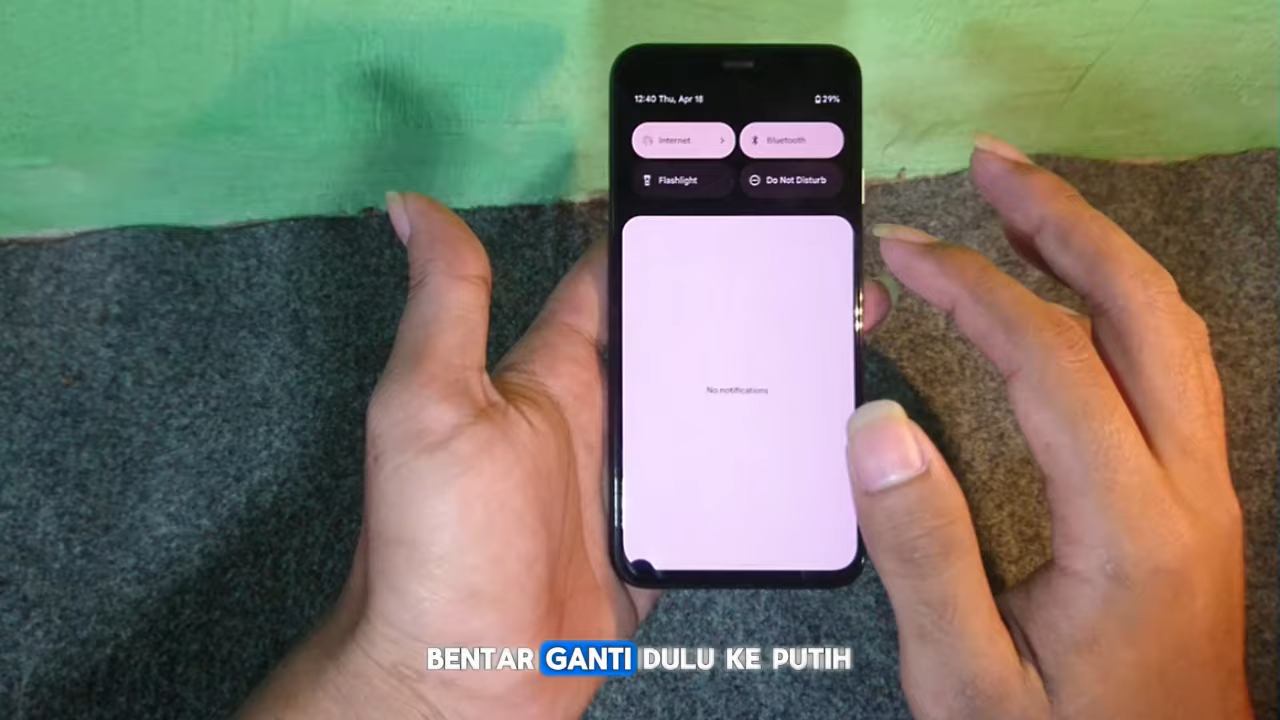 12:40 Thu, Apr 18
29%
Internet
Bluetooth
Flashlight
Do Not Disturb
No notifications
BENTAR GANTI DULU KE PUTIH